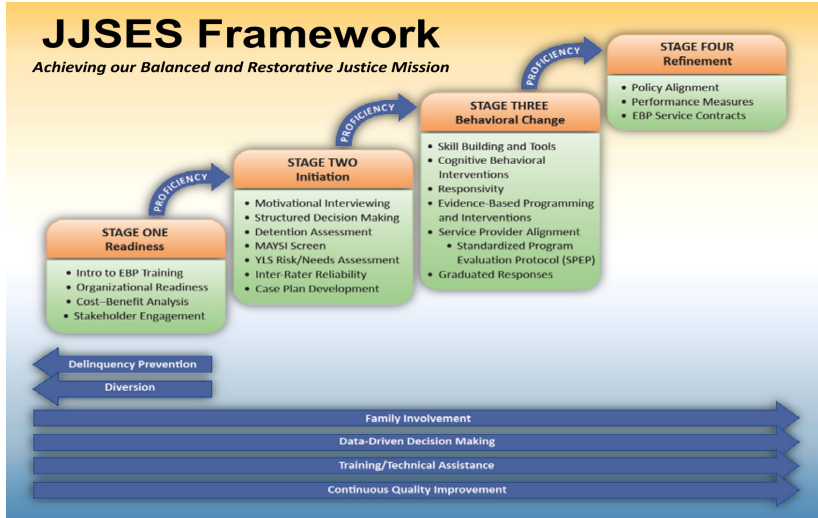 JJSES Framework
Achieving our Balanced and Restorative Justice Mission
STAGE ONE
Readiness
• Intro to EBP Training
• Organizational Readiness
• Cost–Benefit Analysis
• Stakeholder Engagement
PROFICIENCY
STAGE TWO
Initiation
• Motivational Interviewing
• Structured Decision Making
• Detention Assessment
• MAYSI Screen
• YLS Risk/Needs Assessment
• Inter-Rater Reliability
• Case Plan Development
PROFICIENCY
STAGE THREE
Behavioral Change
• Skill Building and Tools
• Cognitive Behavioral
Interventions
• Responsivity
• Evidence-Based Programming
and Interventions
• Service Provider Alignment
• Standardized Program
Evaluation Protocol (SPEP)
• Graduated Responses
PROFICIENCY
STAGE FOUR
Refinement
• Policy Alignment
• Performance Measures
• EBP Service Contracts
Delinquency Prevention
Diversion
Family Involvement
Data-Driven Decision Making
Training/Technical Assistance
Continuous Quality Improvement